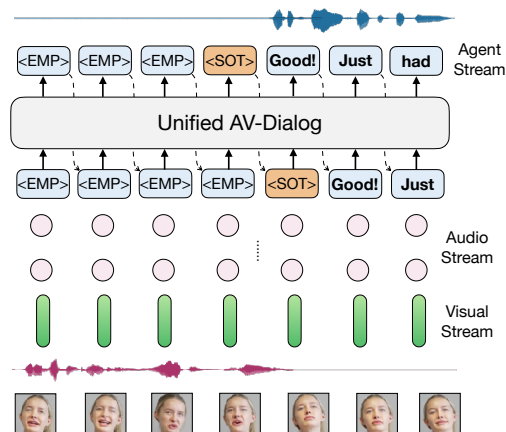 Agent
Stream
<EMP> <EMP> <EMP> <SOT> Good! Just had
Unified AV-Dialog
<EMP> <EMP> <EMP> <EMP> <SOT> Good! Just
Audio
Stream
Visual
Stream